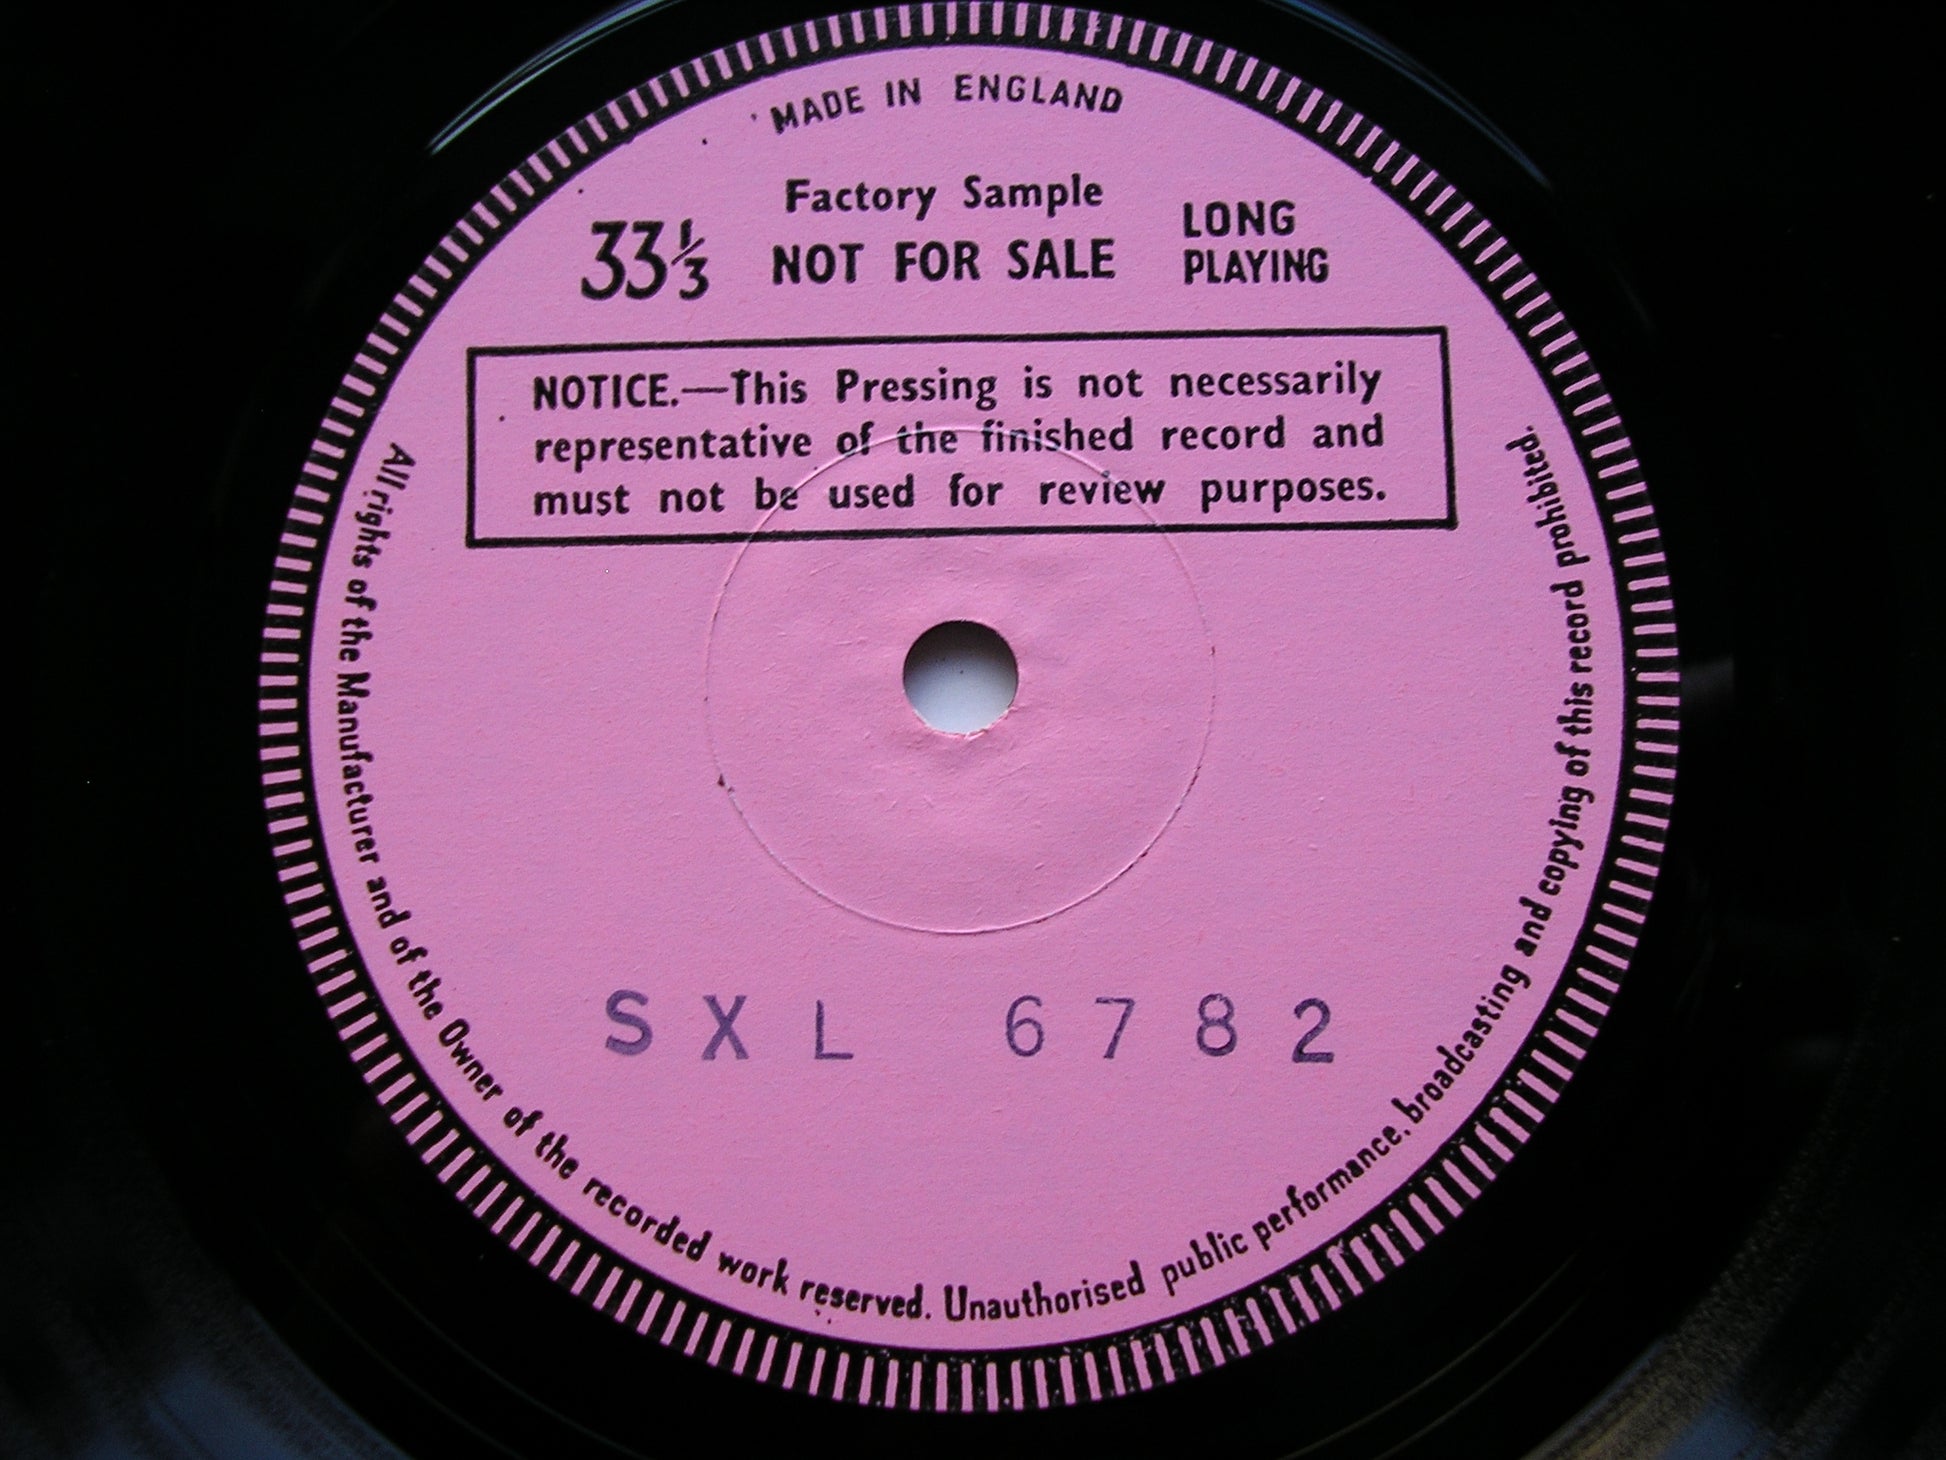 MADE IN ENGLAND
Factory Sample
33⅓ NOT FOR SALE
LONG
PLAYING
NOTICE.—This Pressing is not necessarily
representative of the finished record and
must not be used for review purposes.
SXL 6782
All rights of the Manufacturer and of the Owner of the recorded work reserved. Unauthorised public performance, broadcasting and copying of this record prohibited.